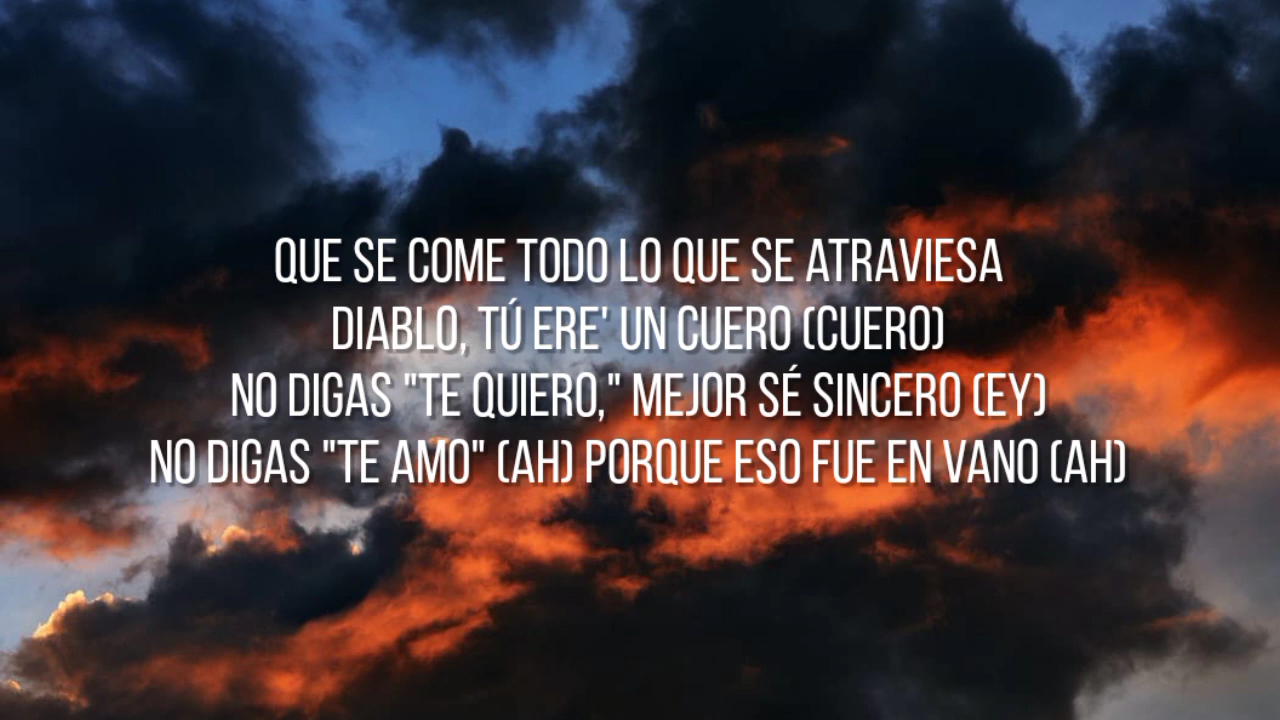 QUE SE COME TODO LO QUE SE ATRAVIESA
DIABLO, TÚ ERE' UN CUERO (CUERO)
NO DIGAS "TE QUIERO," MEJOR SÉ SINCERO (EY)
NO DIGAS "TE AMO" (AH) PORQUE ESO FUE EN VANO (AH)